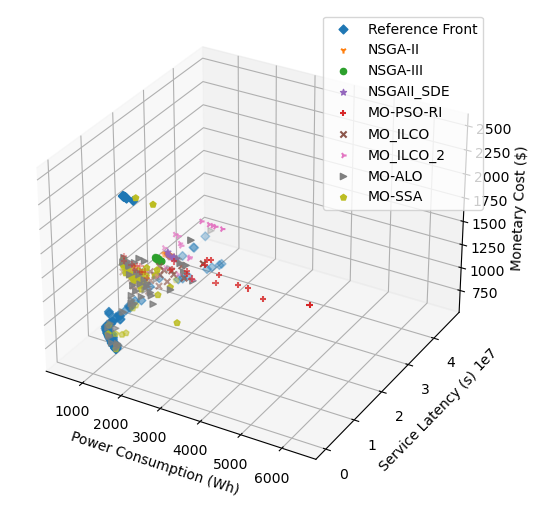 Reference Front
NSGA-II
NSGA-III
NSGAII_SDE
MO-PSO-RI
MO_ILCO
MO_ILCO_2
MO-ALO
MO-SSA
2500
2250
2000
1750
1500
1250
1000
750
Monetary Cost ($)
1e7
4
3
2
1
0
Service Latency (s)
1000
2000
3000
4000
5000
6000
Power Consumption (Wh)